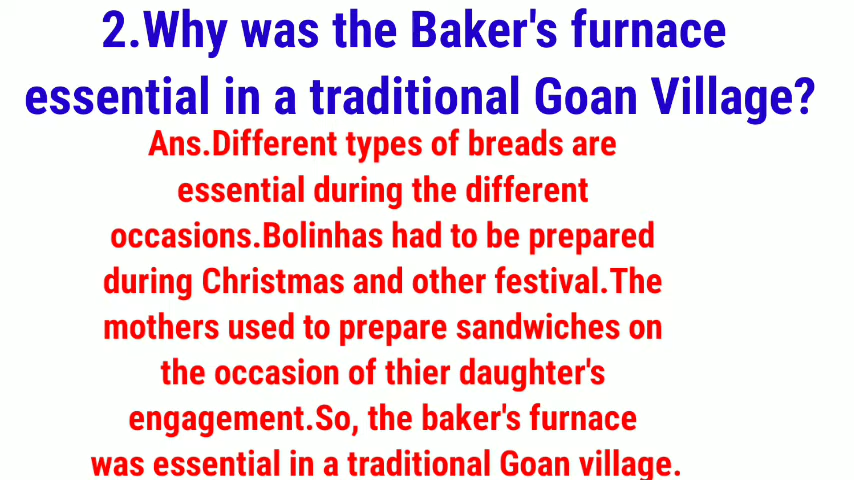 2.Why was the Baker's furnace
essential in a traditional Goan Village?
Ans.Different types of breads are
essential during the different
occasions.Bolinhas had to be prepared
during Christmas and other festival.The
mothers used to prepare sandwiches on
the occasion of thier daughter's
engagement.So, the baker's furnace
was essential in a traditional Goan village.